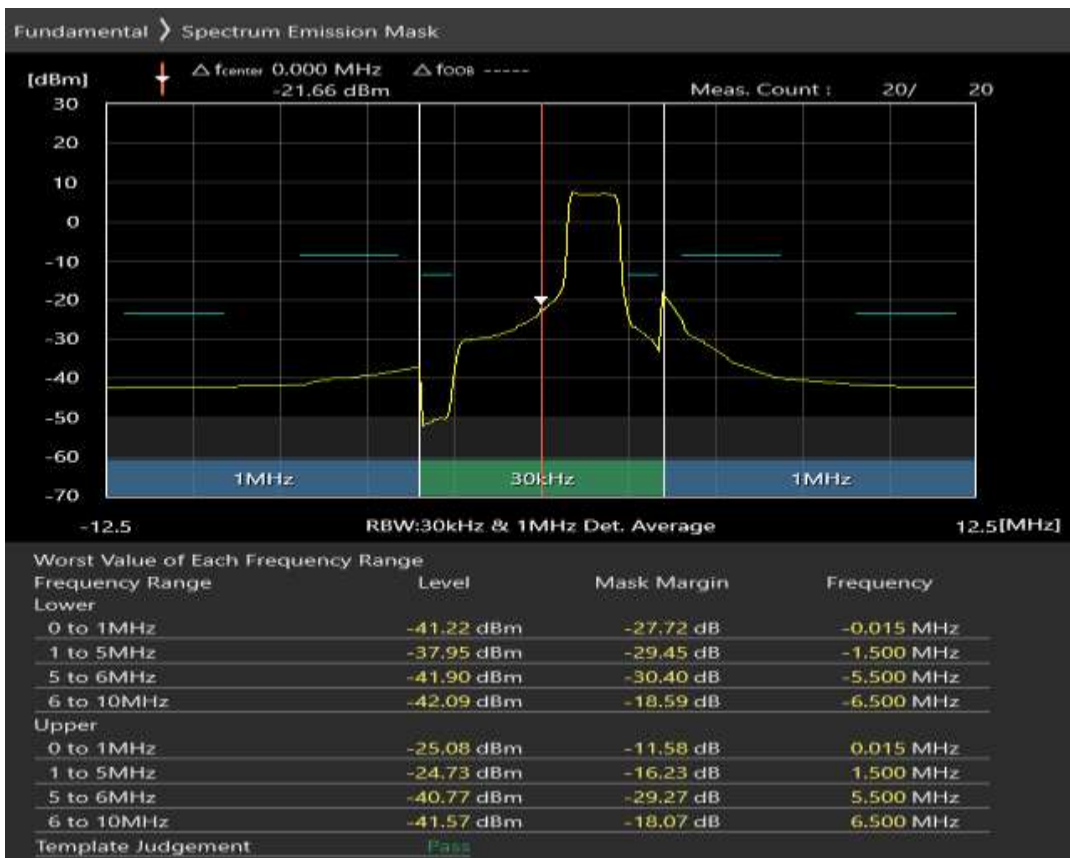 Fundamental ❯ Spectrum Emission Mask
[dBm] △ fcenter 0.000 MHz △ fOOB -----
-21.66 dBm Meas. Count : 20/ 20
30
20
10
0
-10
-20
-30
-40
-50
-60
-70
1MHz 30kHz 1MHz
-12.5 RBW:30kHz & 1MHz Det. Average 12.5[MHz]
Worst Value of Each Frequency Range
Frequency Range Level Mask Margin Frequency
Lower
0 to 1MHz -41.22 dBm -27.72 dB -0.015 MHz
1 to 5MHz -37.95 dBm -29.45 dB -1.500 MHz
5 to 6MHz -41.90 dBm -30.40 dB -5.500 MHz
6 to 10MHz -42.09 dBm -18.59 dB -6.500 MHz
Upper
0 to 1MHz -25.08 dBm -11.58 dB 0.015 MHz
1 to 5MHz -24.73 dBm -16.23 dB 1.500 MHz
5 to 6MHz -40.77 dBm -29.27 dB 5.500 MHz
6 to 10MHz -41.57 dBm -18.07 dB 6.500 MHz
Template Judgement Pass